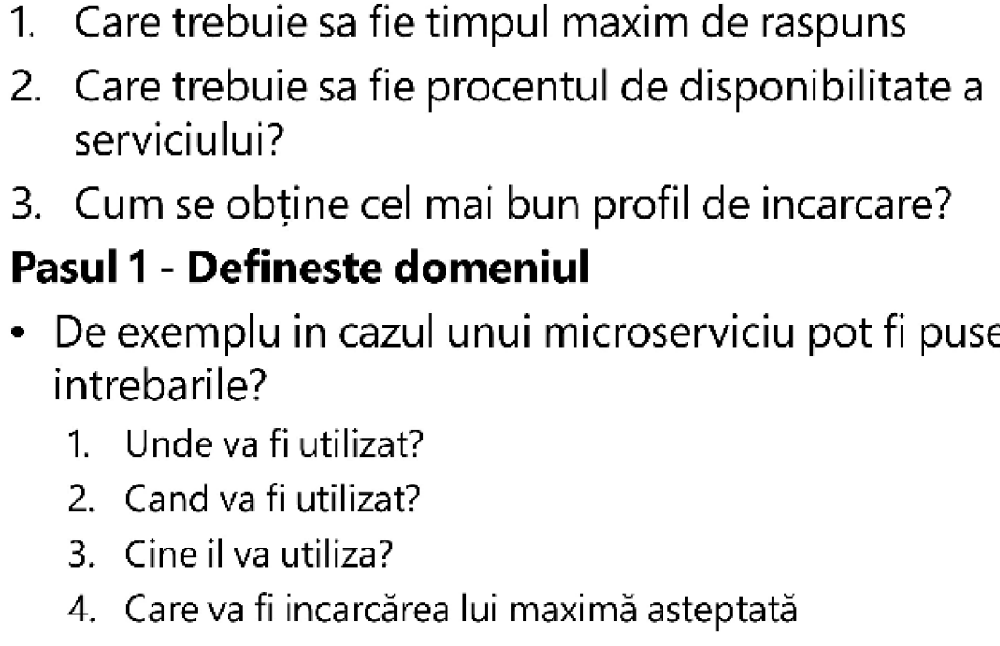 1. Care trebuie sa fie timpul maxim de raspuns
2. Care trebuie sa fie procentul de disponibilitate a
serviciului?
3. Cum se obține cel mai bun profil de incarcare?
Pasul 1 - Defineste domeniul
• De exemplu in cazul unui microserviciu pot fi puse
intrebarile?
1. Unde va fi utilizat?
2. Cand va fi utilizat?
3. Cine il va utiliza?
4. Care va fi incarcărea lui maximă asteptată